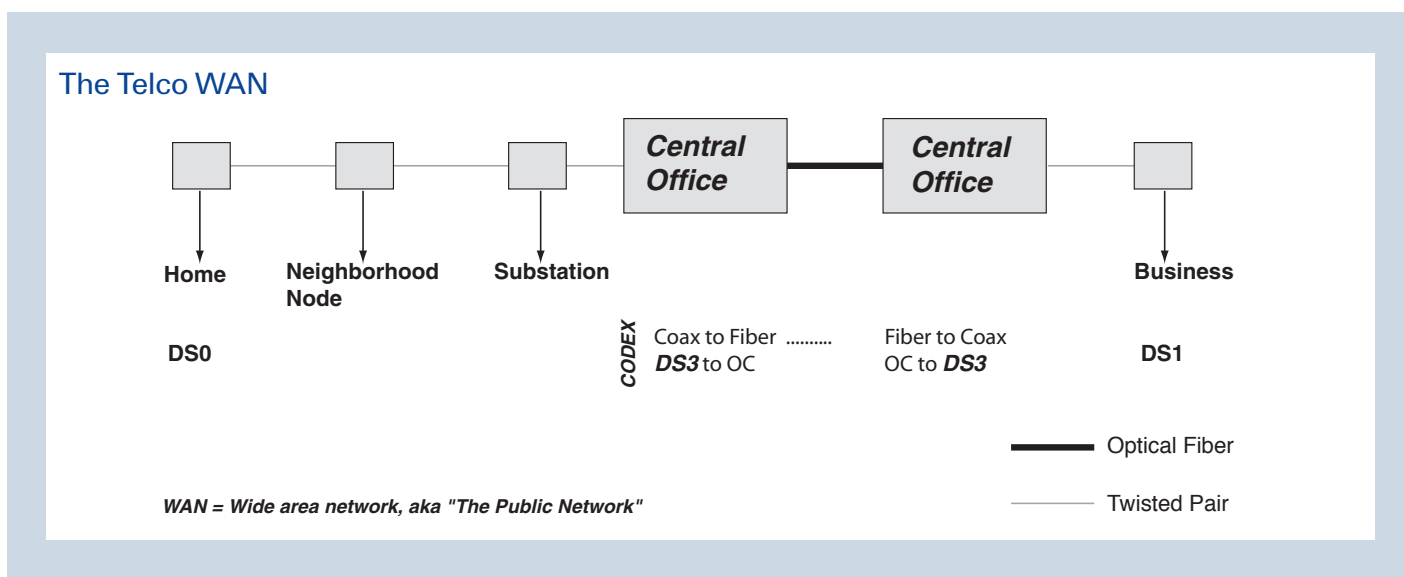 The Telco WAN
Central
Office
Central
Office
Home
Neighborhood
Node
Substation
Business
DS0
CODEX
Coax to Fiber ..........
DS3 to OC
Fiber to Coax
OC to DS3
DS1
Optical Fiber
Twisted Pair
WAN = Wide area network, aka "The Public Network"